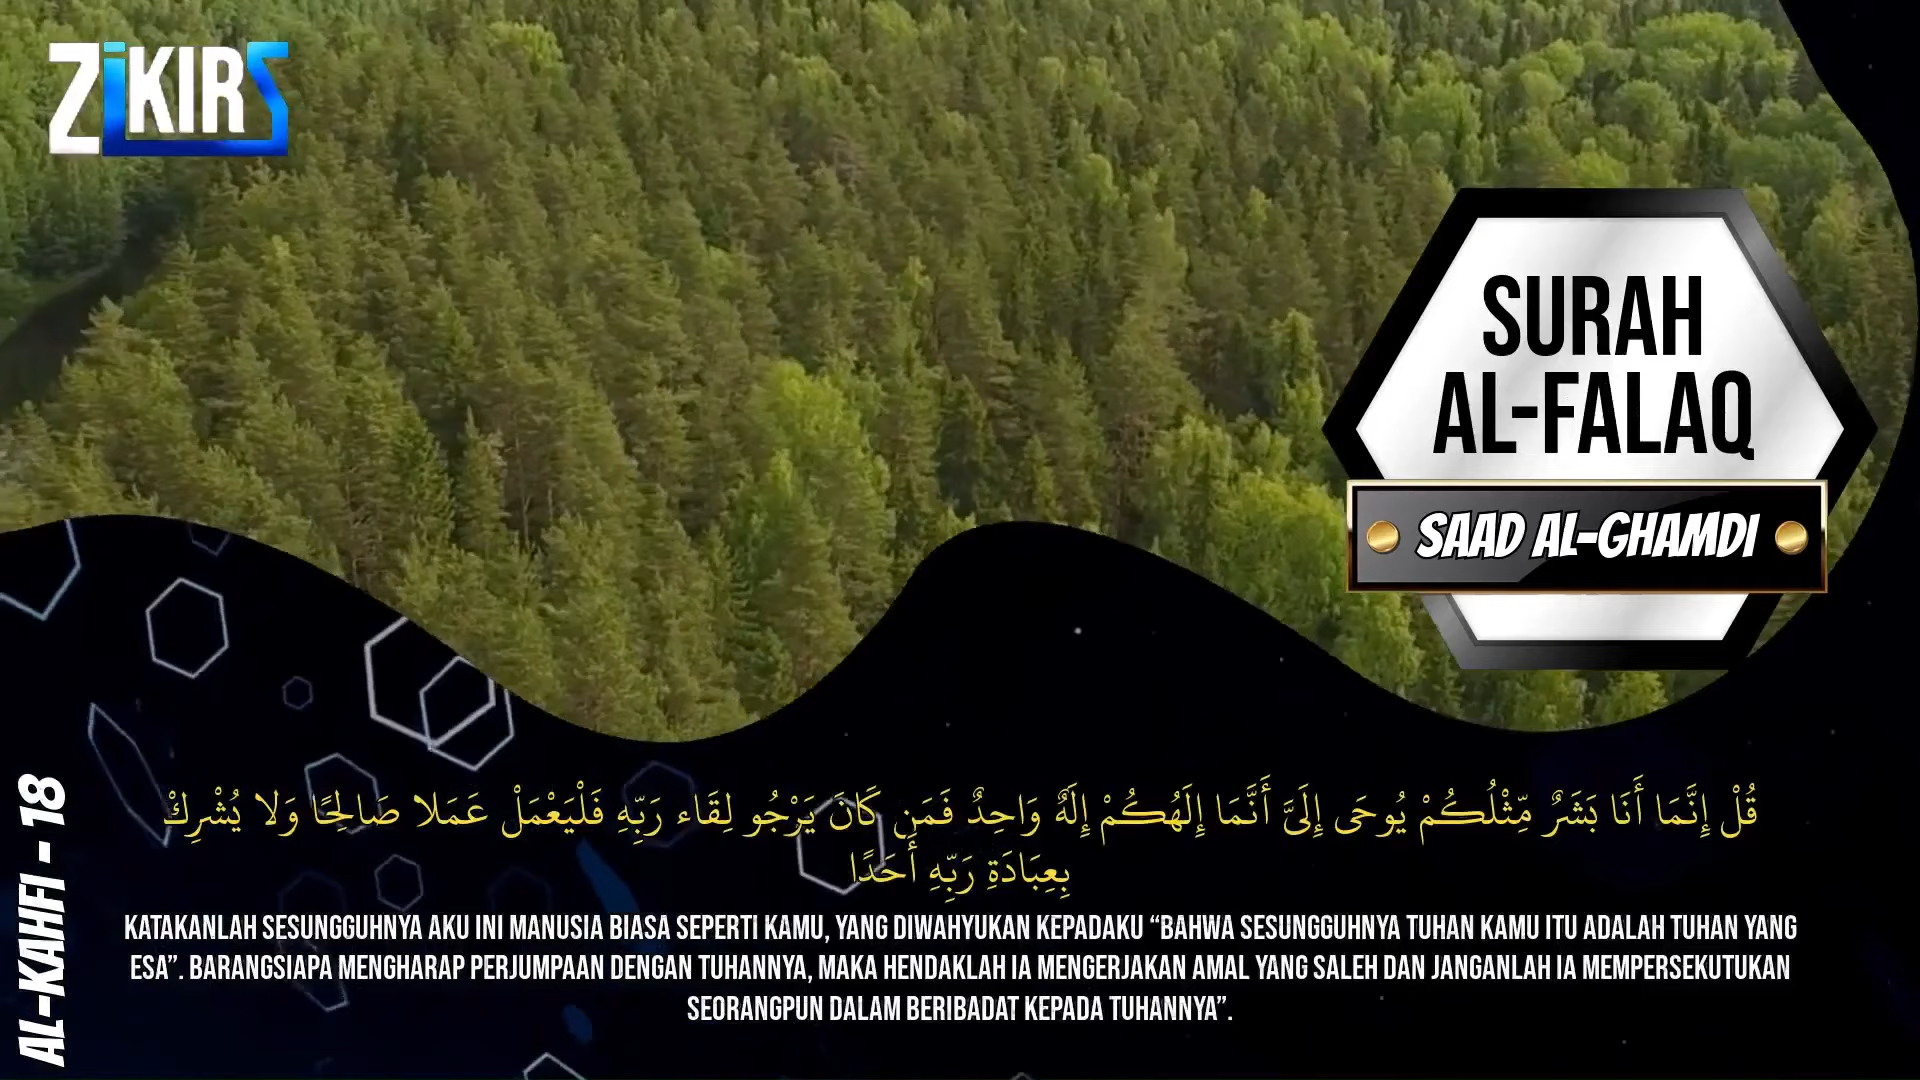 ZiKIRS
SURAH
AL-FALAQ
SAAD AL-GHAMDI
قُلْ إِنَّمَا أَنَا بَشَرٌ مِّثْلُكُمْ يُوحَى إِلَىَّ أَنَّمَا إِلَهُكُمْ إِلَهٌ وَاحِدٌ فَمَن كَانَ يَرْجُو لِقَاء رَبِّهِ فَلْيَعْمَلْ عَمَلا صَالِحًا وَلا يُشْرِكْ
بِعِبَادَةِ رَبِّهِ أَحَدًا
KATAKANLAH SESUNGGUHNYA AKU INI MANUSIA BIASA SEPERTI KAMU, YANG DIWAHYUKAN KEPADAKU “BAHWA SESUNGGUHNYA TUHAN KAMU ITU ADALAH TUHAN YANG
ESA”. BARANGSIAPA MENGHARAP PERJUMPAAN DENGAN TUHANNYA, MAKA HENDAKLAH IA MENGERJAKAN AMAL YANG SALEH DAN JANGANLAH IA MEMPERSEKUTUKAN
SEORANGPUN DALAM BERIBADAT KEPADA TUHANNYA”.
AL-KAHFI - 18